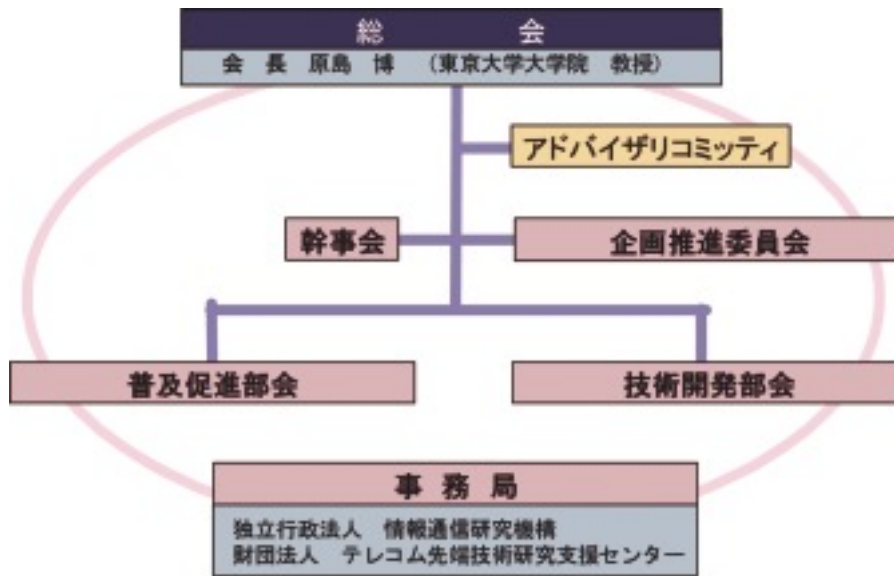 総会
会長 原島 博 (東京大学大学院 教授)
アドバイザリコミッティ
幹事会
企画推進委員会
普及促進部会
技術開発部会
事務局
独立行政法人 情報通信研究機構
財団法人 テレコム先端技術研究支援センター